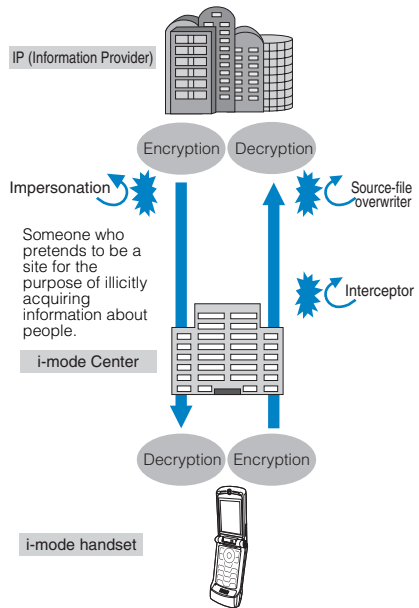 IP (Information Provider)
Encryption
Decryption
Impersonation
Source-file
overwriter
Someone who
pretends to be a
site for the
purpose of illicitly
acquiring
information about
people.
Interceptor
i-mode Center
Decryption
Encryption
i-mode handset